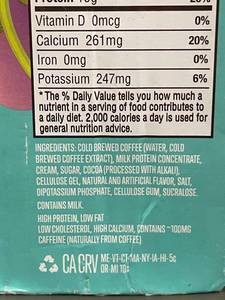 Vitamin D 0mcg 0%
Calcium 261mg 20%
Iron 0mg 0%
Potassium 247mg 6%
*The % Daily Value tells you how much a
nutrient in a serving of food contributes to
a daily diet. 2,000 calories a day is used for
general nutrition advice.
INGREDIENTS: COLD BREWED COFFEE (WATER, COLD
BREWED COFFEE EXTRACT), MILK PROTEIN CONCENTRATE,
CREAM, SUGAR, COCOA (PROCESSED WITH ALKALI),
CELLULOSE GEL, NATURAL AND ARTIFICIAL FLAVOR, SALT,
DIPOTASSIUM PHOSPHATE, CELLULOSE GUM, SUCRALOSE.
CONTAINS MILK.
HIGH PROTEIN, LOW FAT
LOW CHOLESTEROL, HIGH CALCIUM, CONTAINS ~100MG
CAFFEINE (NATURALLY FROM COFFEE)
CA CRV ME-VT-CT-MA-NY-IA-HI- 5¢
OR-MI 10¢